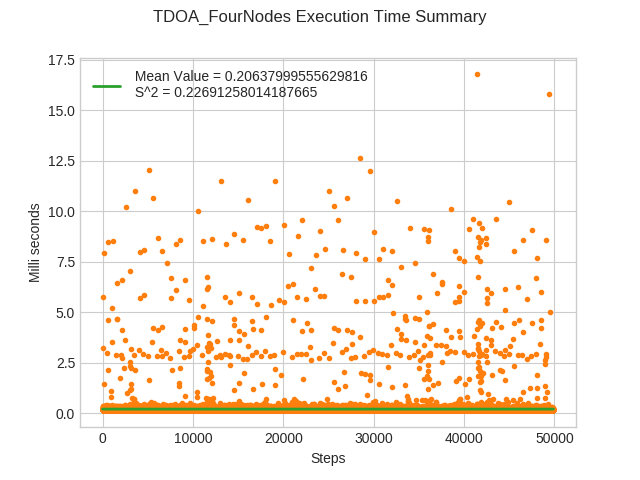 TDOA_FourNodes Execution Time Summary
17.5
Mean Value = 0.20637999555629816
S^2 = 0.22691258014187665
15.0
12.5
10.0
Milli seconds
7.5
5.0
2.5
0.0
0 10000 20000 30000 40000 50000
Steps